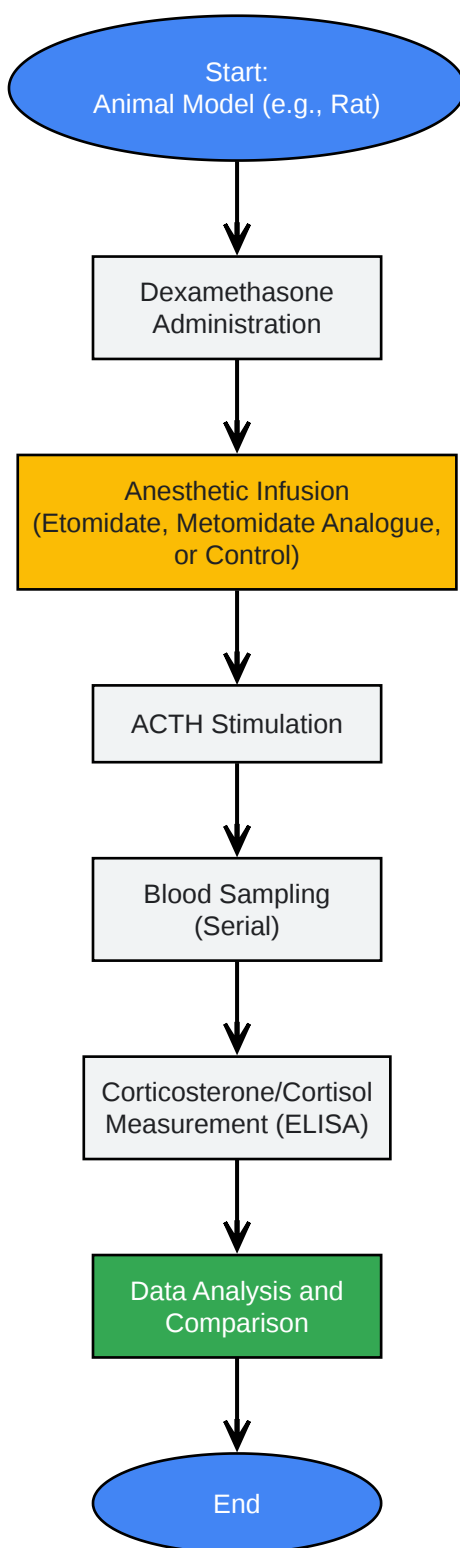 Start:
Animal Model (e.g., Rat)
Dexamethasone
Administration
Anesthetic Infusion
(Etomidate, Metomidate Analogue,
or Control)
ACTH Stimulation
Blood Sampling
(Serial)
Corticosterone/Cortisol
Measurement (ELISA)
Data Analysis and
Comparison
End